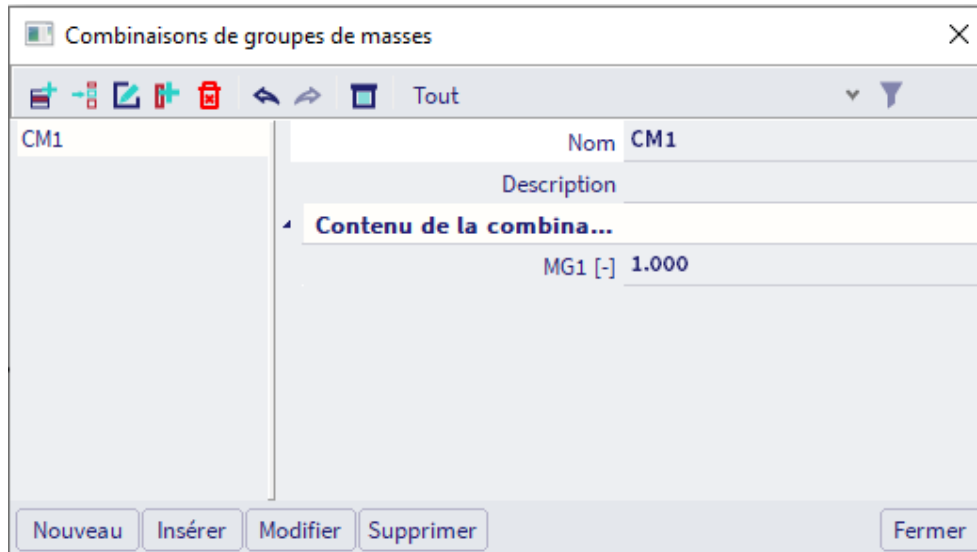 Combinaisons de groupes de masses
Tout
CM1
Nom CM1
Description
Contenu de la combina...
MG1 [-] 1.000
Nouveau Insérer Modifier Supprimer Fermer